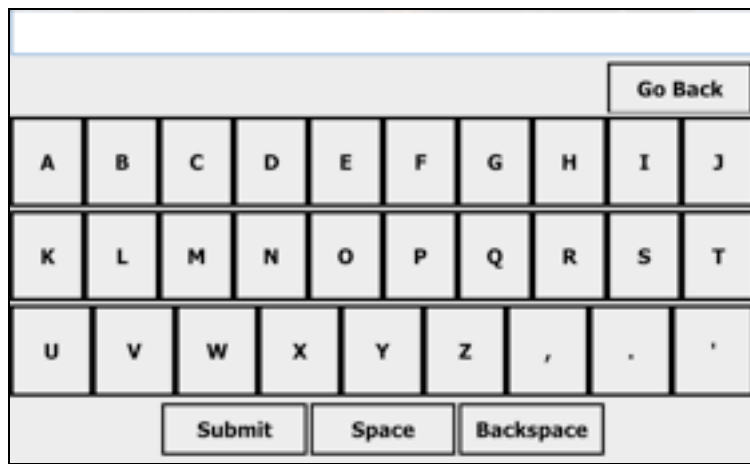 Go Back
A B C D E F G H I J
K L M N O P Q R S T
U V W X Y Z , . '
Submit Space Backspace